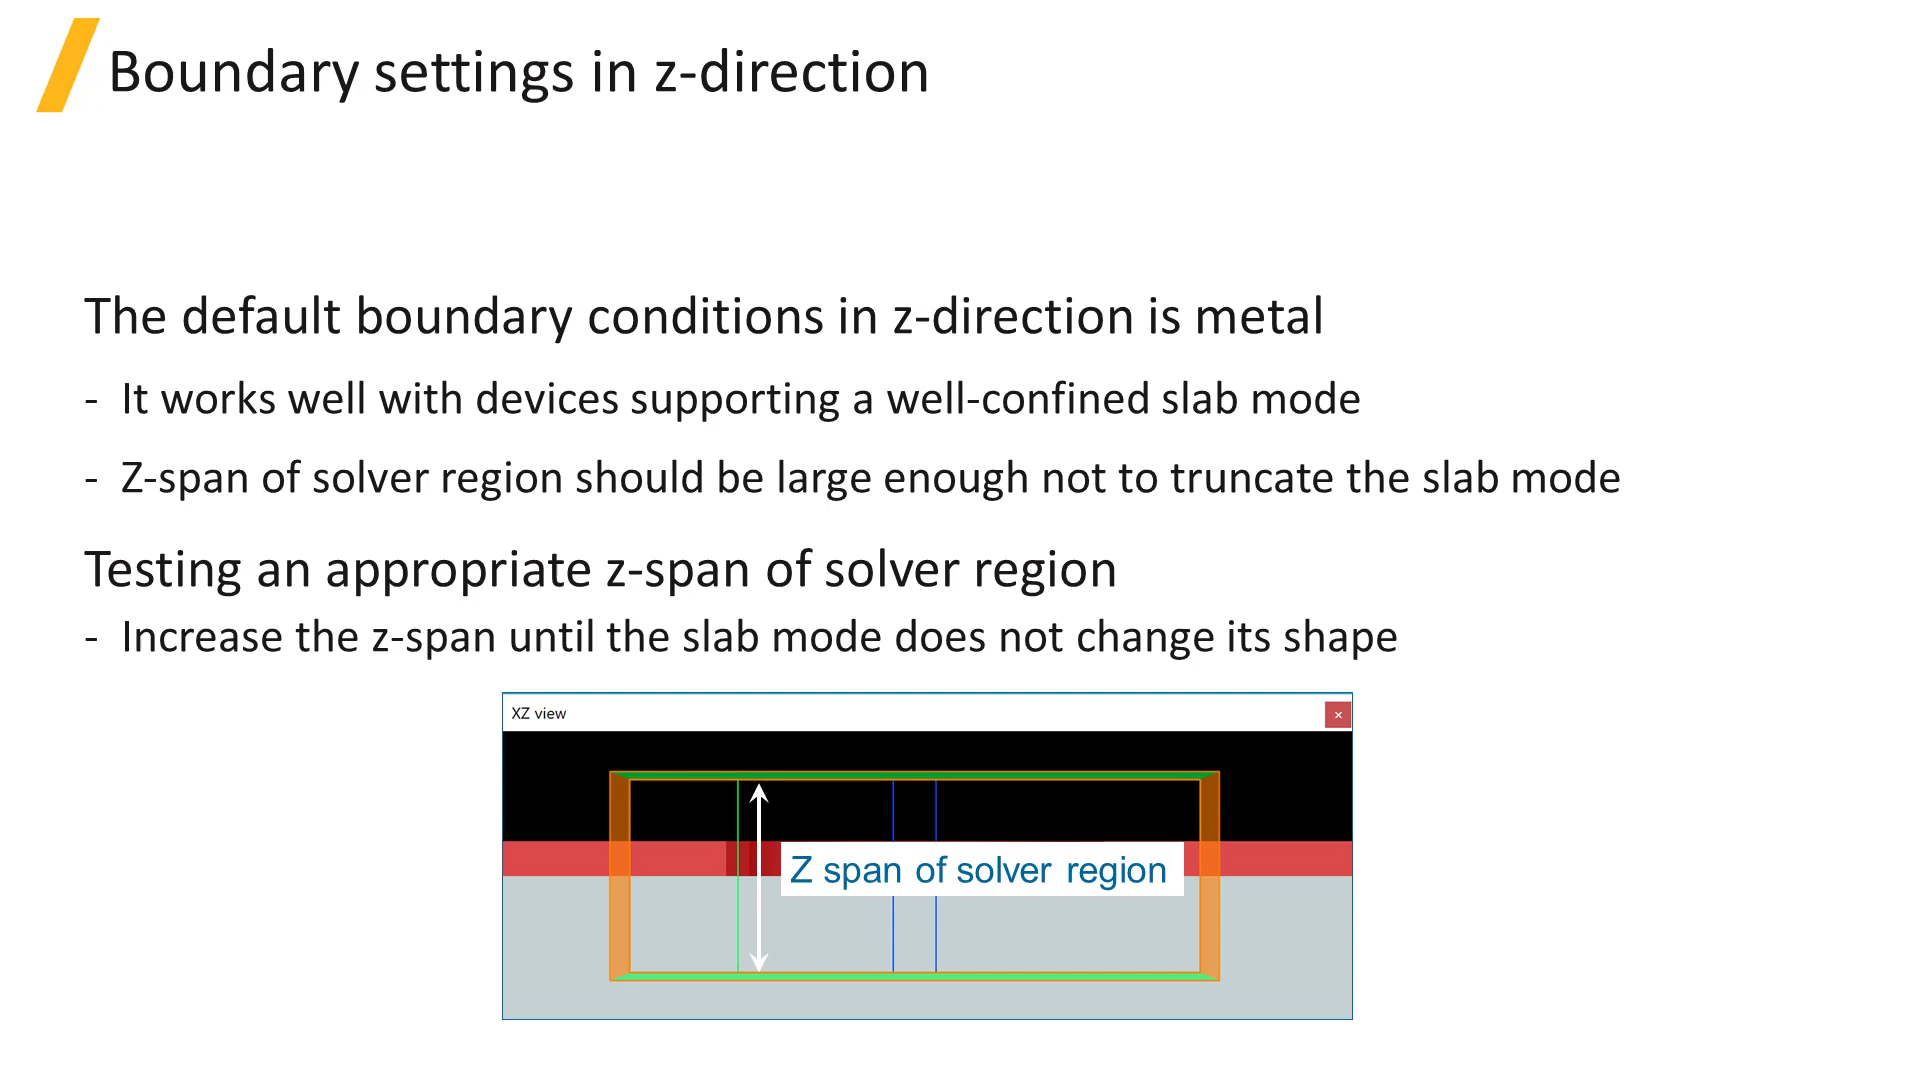 Boundary settings in z-direction
The default boundary conditions in z-direction is metal
- It works well with devices supporting a well-confined slab mode
- Z-span of solver region should be large enough not to truncate the slab mode
Testing an appropriate z-span of solver region
- Increase the z-span until the slab mode does not change its shape
XZ view
Z span of solver region